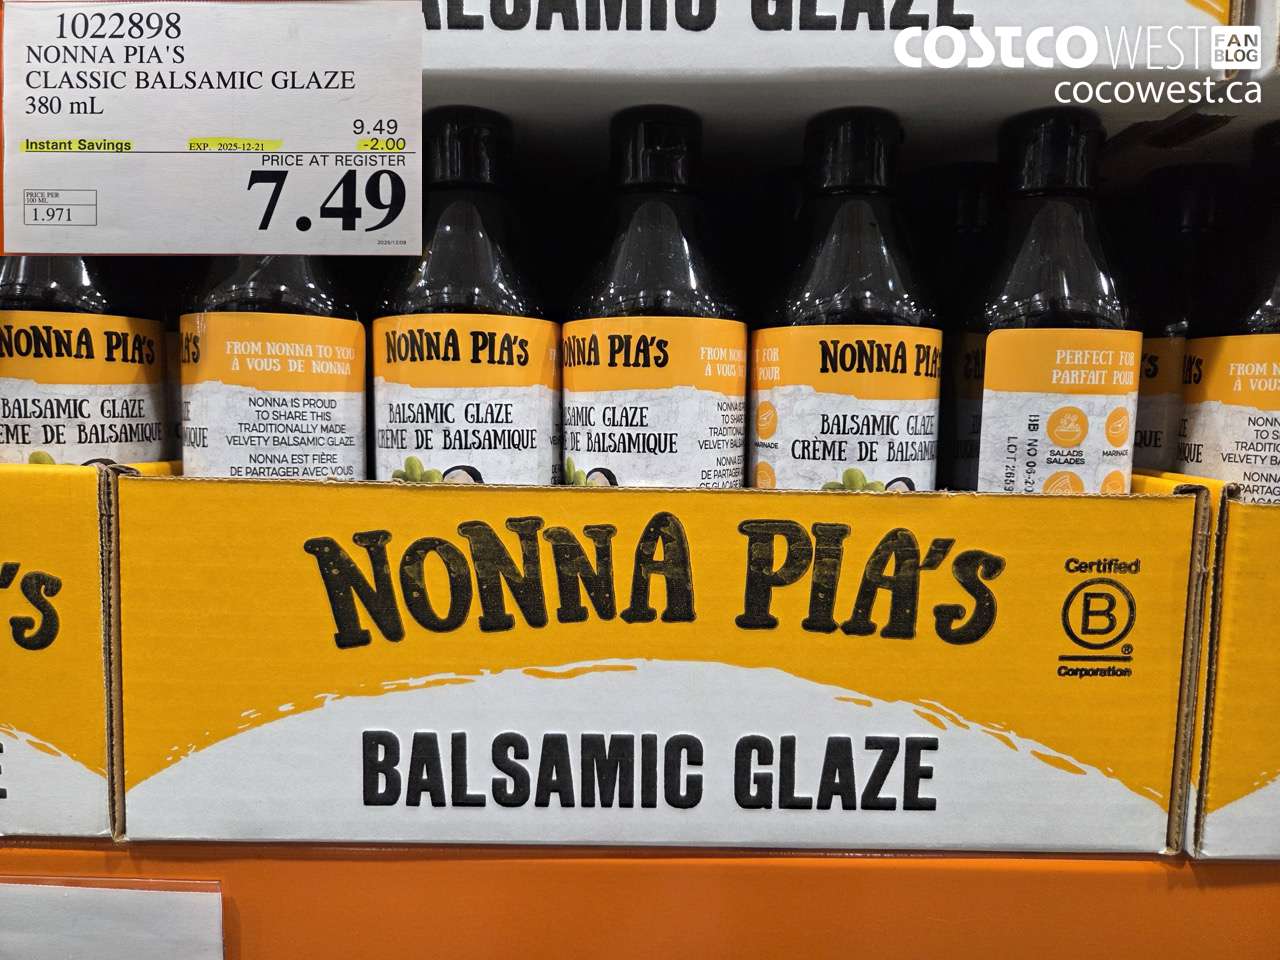 BALSAMIC GLAZE
COSTCO WEST FAN BLOG
cocowest.ca
1022898
NONNA PIA'S
CLASSIC BALSAMIC GLAZE
380 mL
9.49
Instant Savings EXP. 2025-12-21 -2.00
PRICE AT REGISTER
7.49
PRICE PER
100 ML
1.971
2025/12/09
NONNA PIA'S
BALSAMIC GLAZE
DE BALSAMIQUE
FROM NONNA TO YOU
À VOUS DE NONNA
NONNA IS PROUD
TO SHARE THIS
TRADITIONALLY MADE
VELVETY BALSAMIC GLAZE
NONNA EST FIÈRE
DE PARTAGER AVEC VOUS
NONNA PIA'S
BALSAMIC GLAZE
CRÈME DE BALSAMIQUE
PIA'S
GLAZE
DE BALSAMIQUE
NONNA
BALSAMIC
CRÈME DE
PERFECT FOR
PARFAIT POUR
SALADS
SALADES
MARINADE
NONNA PIA'S
Certified
B
®
Corporation
BALSAMIC GLAZE